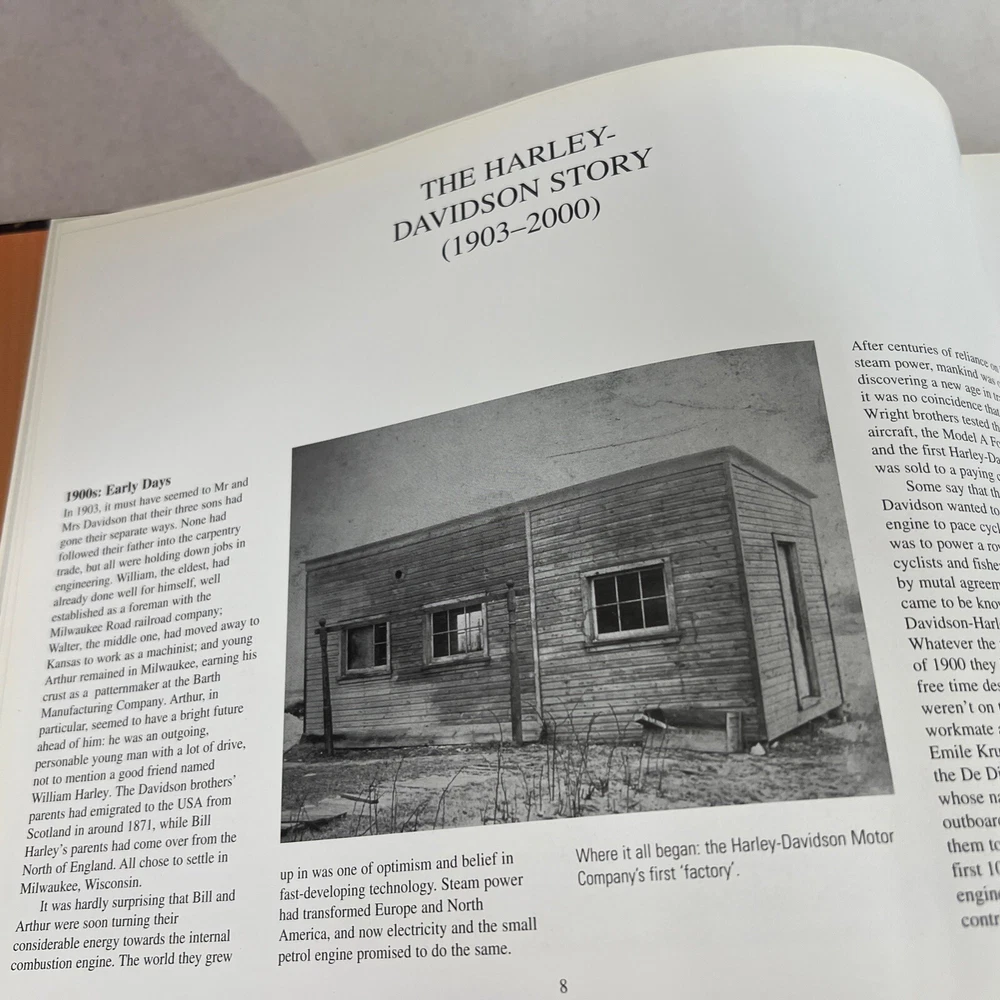 THE HARLEY-
DAVIDSON STORY
(1903–2000)
1900s: Early Days
In 1903, it must have seemed to Mr and
Mrs Davidson that their three sons had
gone their separate ways. None had
followed their father into the carpentry
trade, but all were holding down jobs in
engineering. William, the eldest, had
already done well for himself, well
established as a foreman with the
Milwaukee Road railroad company;
Walter, the middle one, had moved away to
Kansas to work as a machinist; and young
Arthur remained in Milwaukee, earning his
crust as a patternmaker at the Barth
Manufacturing Company. Arthur, in
particular, seemed to have a bright future
ahead of him: he was an outgoing,
personable young man with a lot of drive,
not to mention a good friend named
William Harley. The Davidson brothers'
parents had emigrated to the USA from
Scotland in around 1871, while Bill
Harley's parents had come over from the
North of England. All chose to settle in
Milwaukee, Wisconsin.
It was hardly surprising that Bill and
Arthur were soon turning their
considerable energy towards the internal
combustion engine. The world they grew
up in was one of optimism and belief in
fast-developing technology. Steam power
had transformed Europe and North
America, and now electricity and the small
petrol engine promised to do the same.
Where it all began: the Harley-Davidson Motor
Company's first 'factory'.
After centuries of reliance on
steam power, mankind was
discovering a new age in
it was no coincidence that
Wright brothers tested
aircraft, the Model A
and the first
was sold to a paying
Some say that
Davidson wanted to
engine to pace
was to power a
cyclists and
by mutal
came to be
Whatever the
of 1900 they
free time
weren't on
workmate
Emile
the De
whose
them to
first
8